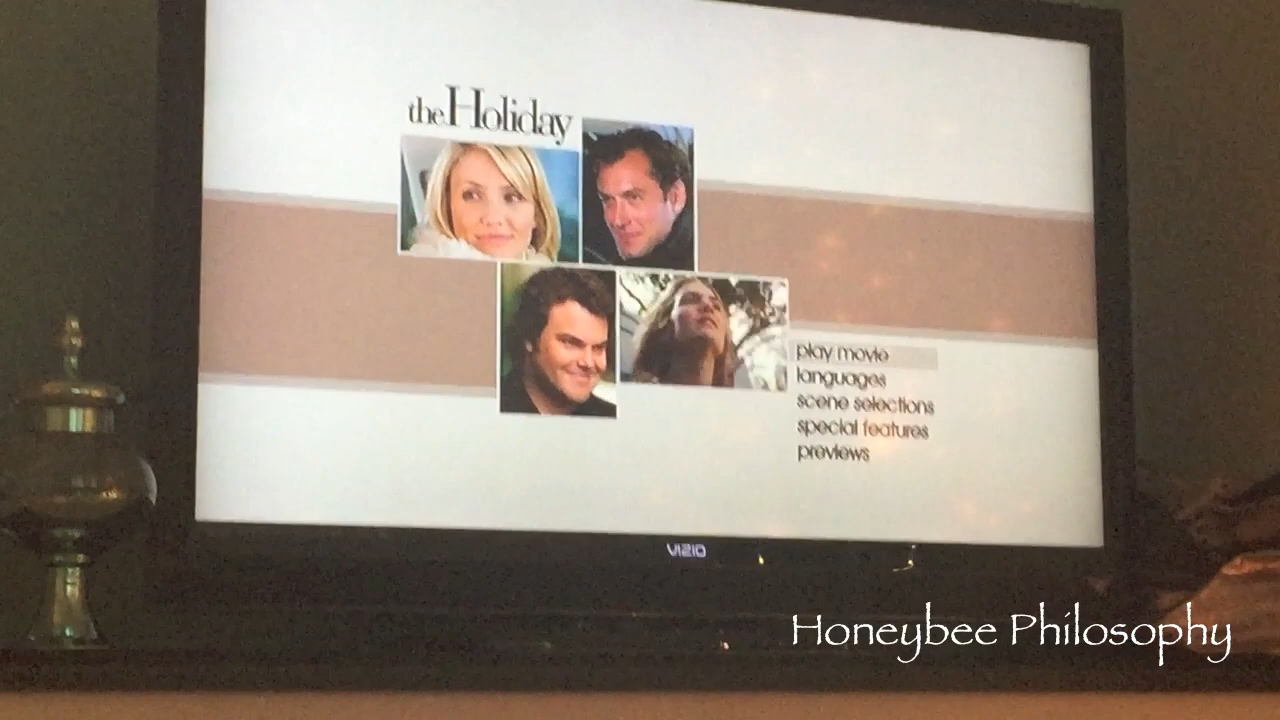 the Holiday
play movie
languages
scene selections
special features
previews
VIZIO
Honeybee Philosophy